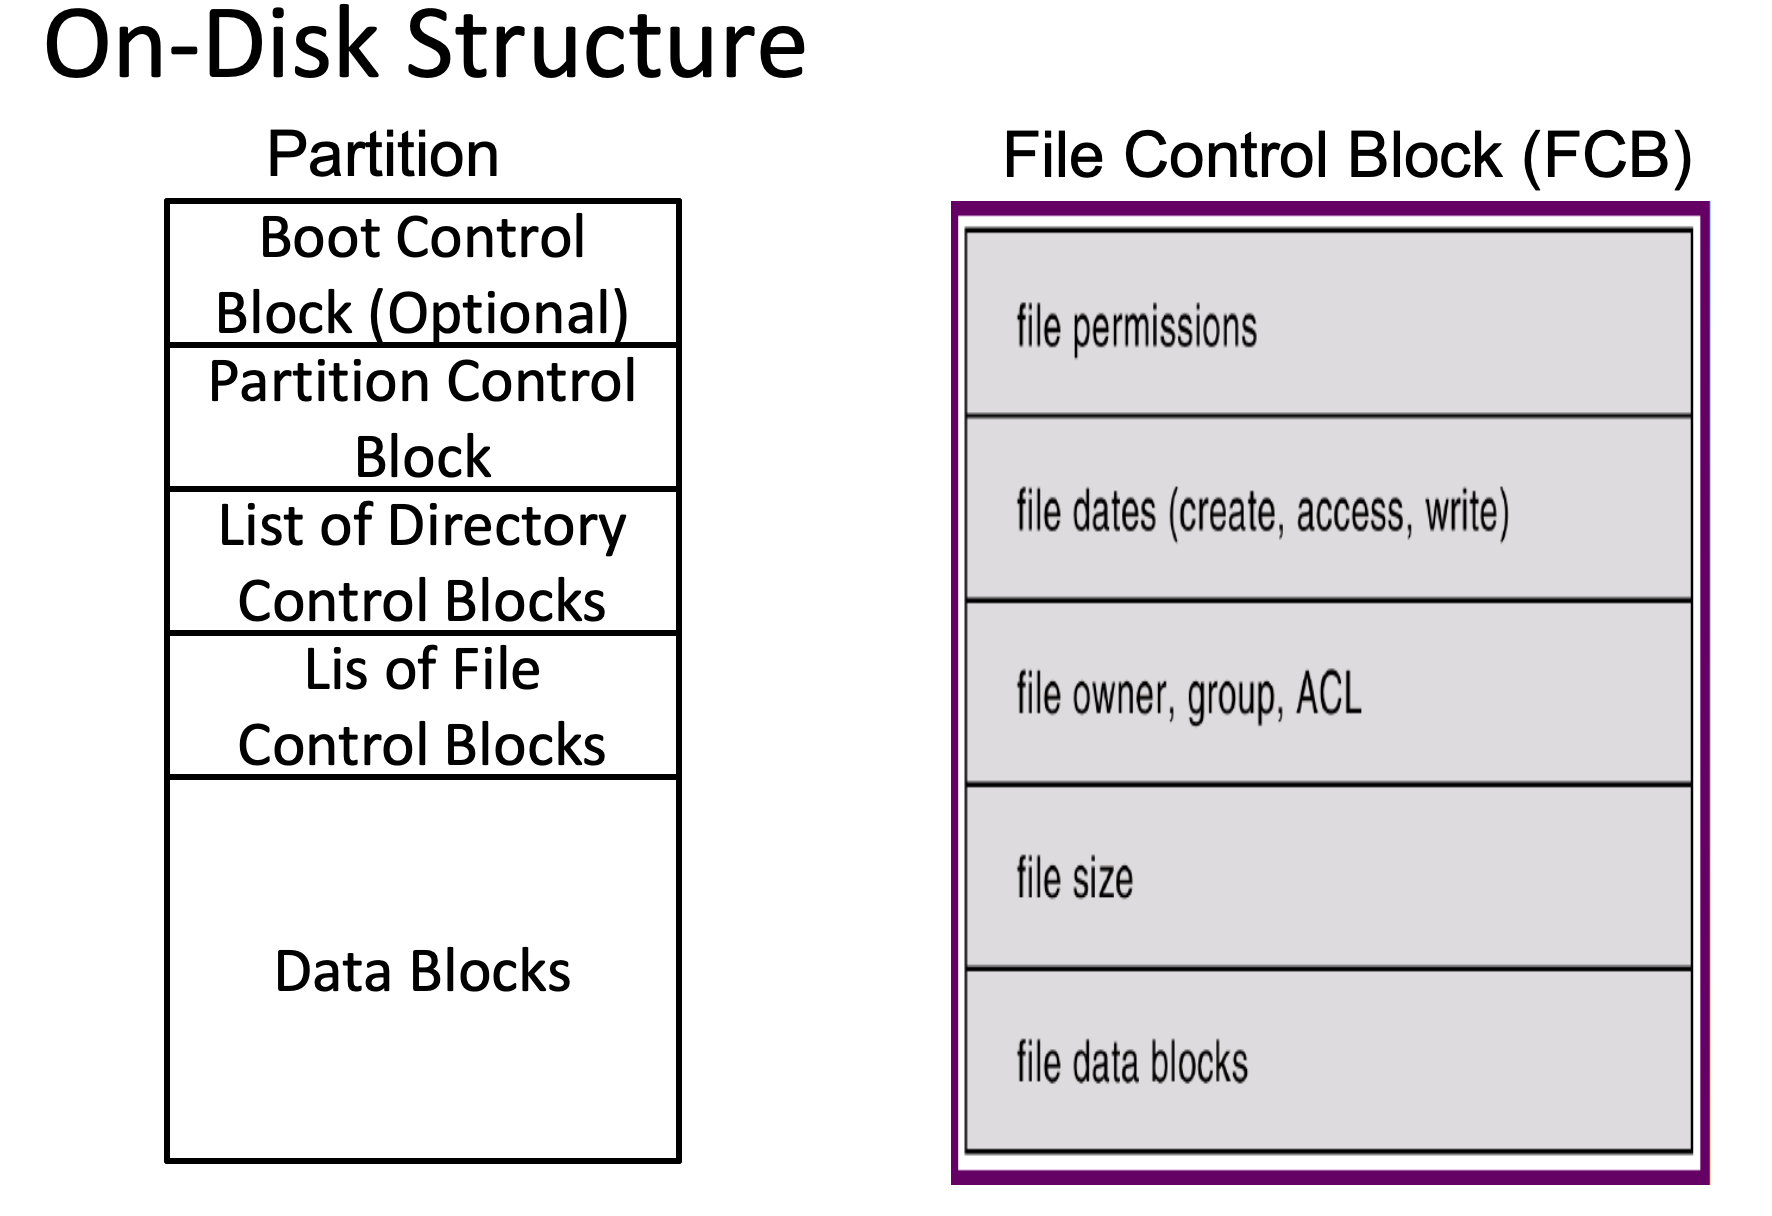 On-Disk Structure
Partition
Boot Control
Block (Optional)
Partition Control
Block
List of Directory
Control Blocks
Lis of File
Control Blocks
Data Blocks
File Control Block (FCB)
file permissions
file dates (create, access, write)
file owner, group, ACL
file size
file data blocks